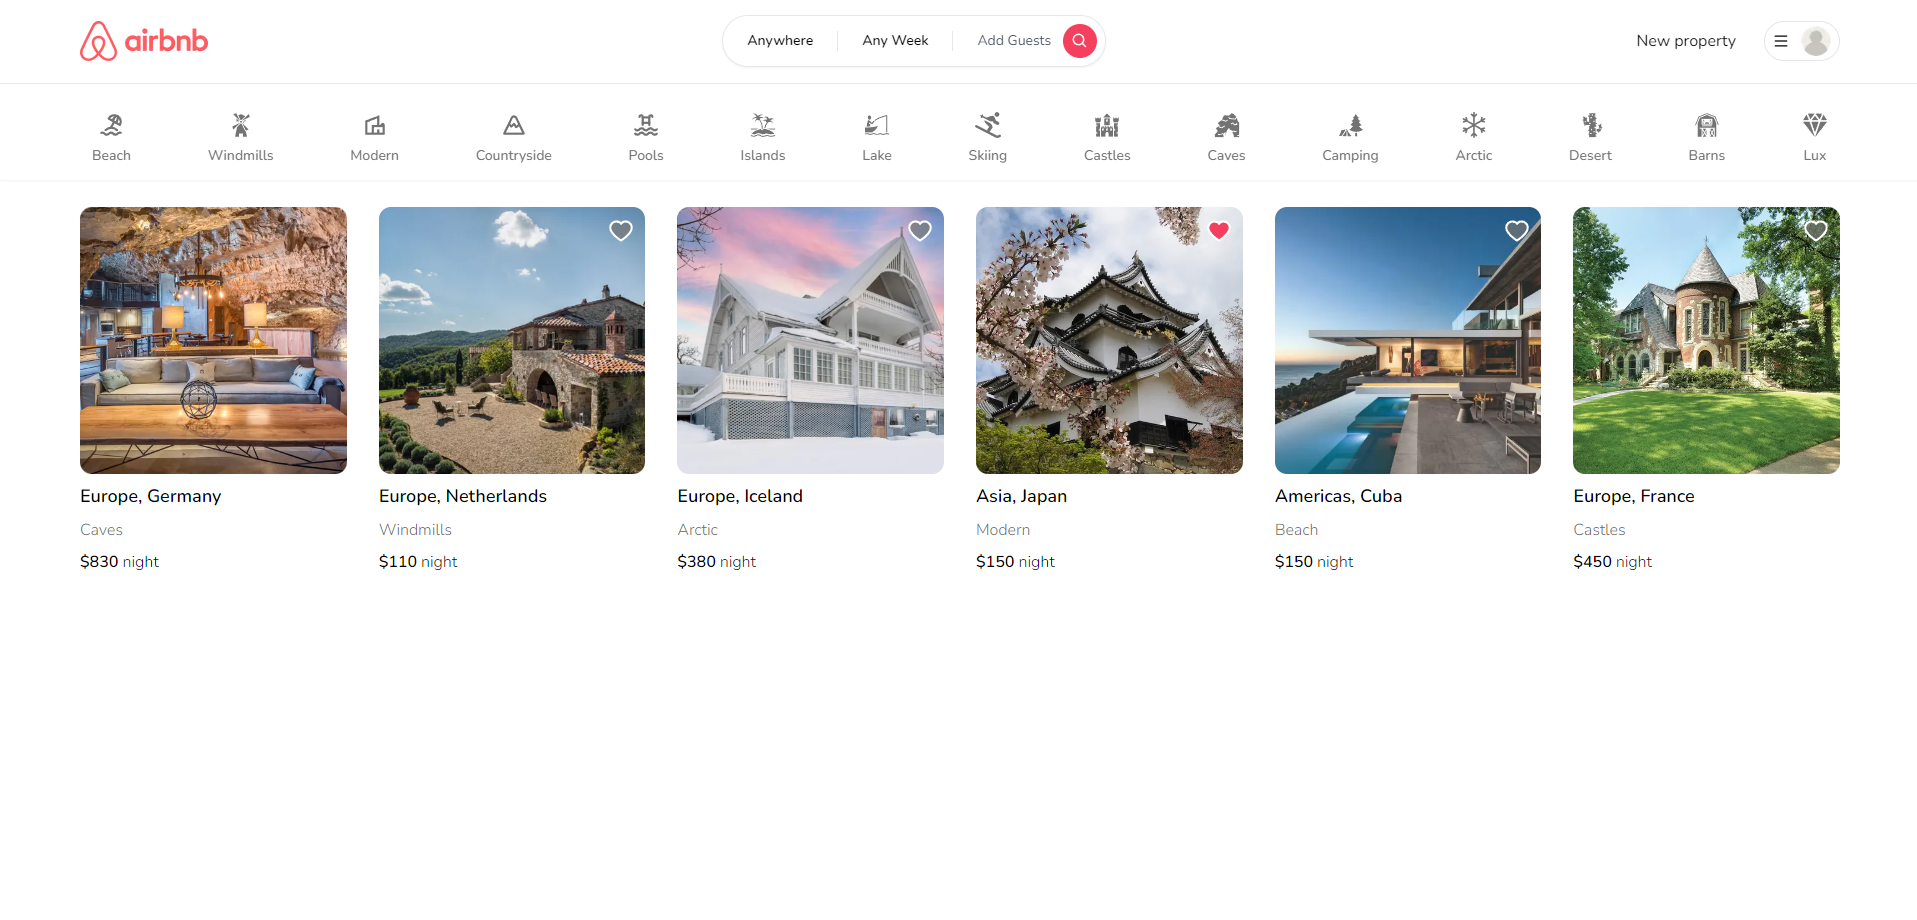 airbnb
Anywhere
Any Week
Add Guests
New property
Beach
Windmills
Modern
Countryside
Pools
Islands
Lake
Skiing
Castles
Caves
Camping
Arctic
Desert
Barns
Lux
Europe, Germany
Caves
$830 night
Europe, Netherlands
Windmills
$110 night
Europe, Iceland
Arctic
$380 night
Asia, Japan
Modern
$150 night
Americas, Cuba
Beach
$150 night
Europe, France
Castles
$450 night